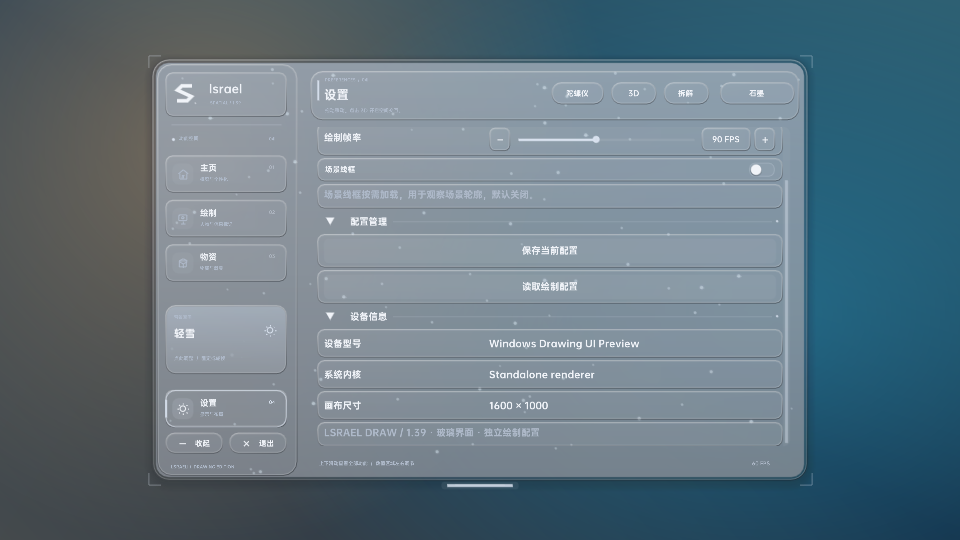 Israel
主页
绘制
物资
轻雪
设置
收起
退出
设置
陀螺仪
3D
拆解
石墨
绘制帧率
−
90 FPS
+
场景线框
场景线框按需加载，用于观察场景轮廓，默认关闭。
配置管理
保存当前配置
读取绘制配置
设备信息
设备型号 Windows Drawing UI Preview
系统内核 Standalone renderer
画布尺寸 1600 × 1000
LSRAEL DRAW / 1.39 · 玻璃界面 · 独立绘制配置